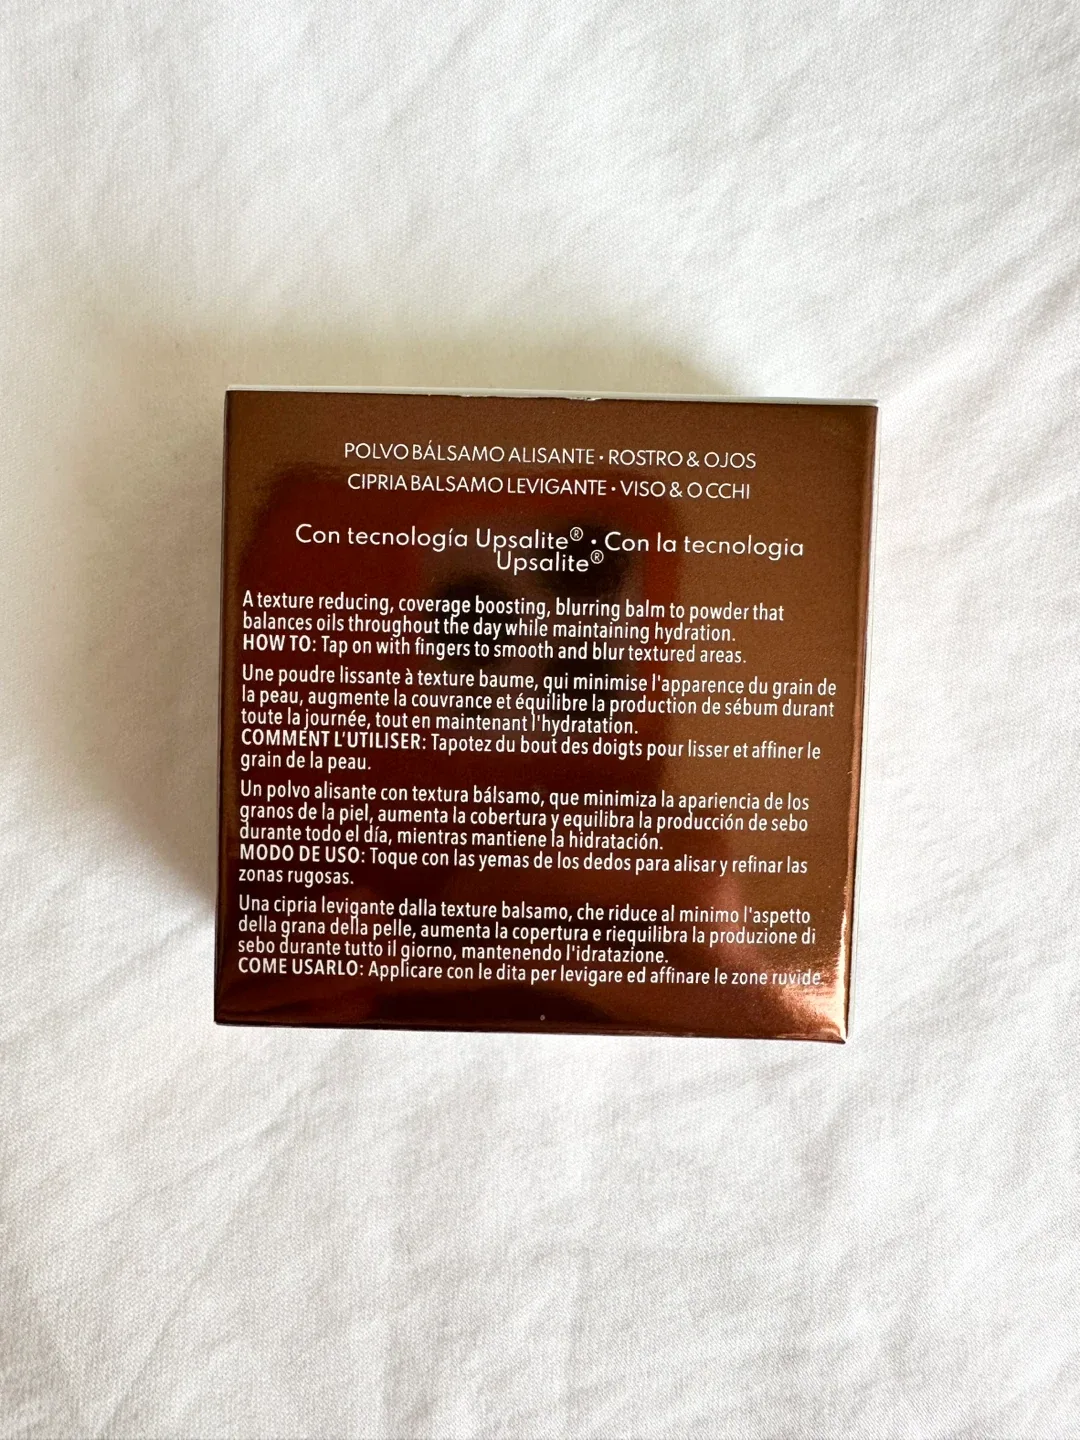 POLVO BÁLSAMO ALISANTE • ROSTRO & OJOS
CIPRIA BALSAMO LEVIGANTE • VISO & OCCHI
Con tecnología Upsalite® • Con la tecnologia
Upsalite®
A texture reducing, coverage boosting, blurring balm to powder that
balances oils throughout the day while maintaining hydration.
HOW TO: Tap on with fingers to smooth and blur textured areas.
Une poudre lissante à texture baume, qui minimise l'apparence du grain de
la peau, augmente la couvrance et équilibre la production de sébum durant
toute la journée, tout en maintenant l'hydratation.
COMMENT L'UTILISER: Tapotez du bout des doigts pour lisser et affiner le
grain de la peau.
Un polvo alisante con textura bálsamo, que minimiza la apariencia de los
granos de la piel, aumenta la cobertura y equilibra la producción de sebo
durante todo el día, mientras mantiene la hidratación.
MODO DE USO: Toque con las yemas de los dedos para alisar y refinar las
zonas rugosas.
Una cipria levigante dalla texture balsamo, che riduce al minimo l'aspetto
della grana della pelle, aumenta la copertura e riequilibra la produzione di
sebo durante tutto il giorno, mantenendo l'idratazione.
COME USARLO: Applicare con le dita per levigare ed affinare le zone ruvide.